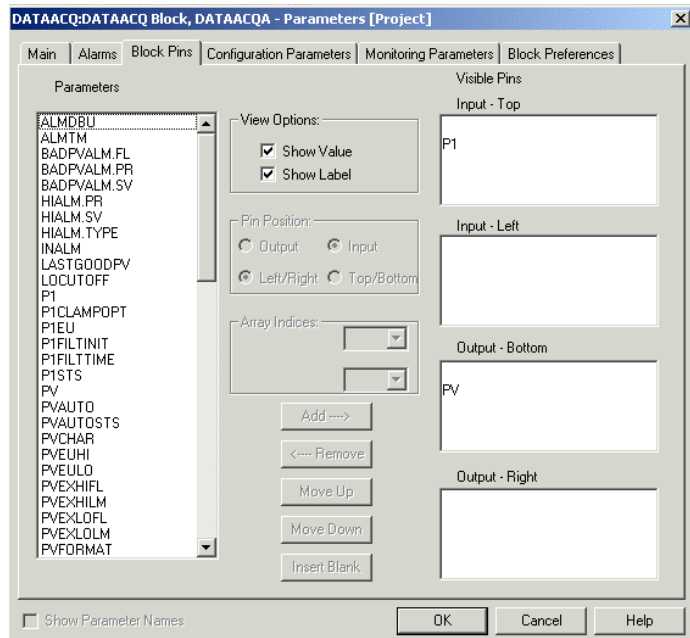 DATAACQ:DATAACQ Block, DATAACQA - Parameters [Project]
Main
Alarms
Block Pins
Configuration Parameters
Monitoring Parameters
Block Preferences
Parameters
ALMDBU
ALMTM
BADPVALM.FL
BADPVALM.PR
BADPVALM.SV
HIALM.PR
HIALM.SV
HIALM.TYPE
INALM
LASTGOODPV
LOCUTOFF
P1
P1CLAMPOPT
P1EU
P1FILTINIT
P1FILTTIME
P1STS
PV
PVAUTO
PVAUTOSTS
PVCHAR
PVEUHI
PVEULO
PVEXHIFL
PVEXHILM
PVEXLOFL
PVEXLOLM
PVFORMAT
View Options:
Show Value
Show Label
Pin Position:
Output Input
Left/Right Top/Bottom
Array Indices:
Add ---->
<---- Remove
Move Up
Move Down
Insert Blank
Visible Pins
Input - Top
P1
Input - Left
Output - Bottom
PV
Output - Right
Show Parameter Names
OK
Cancel
Help